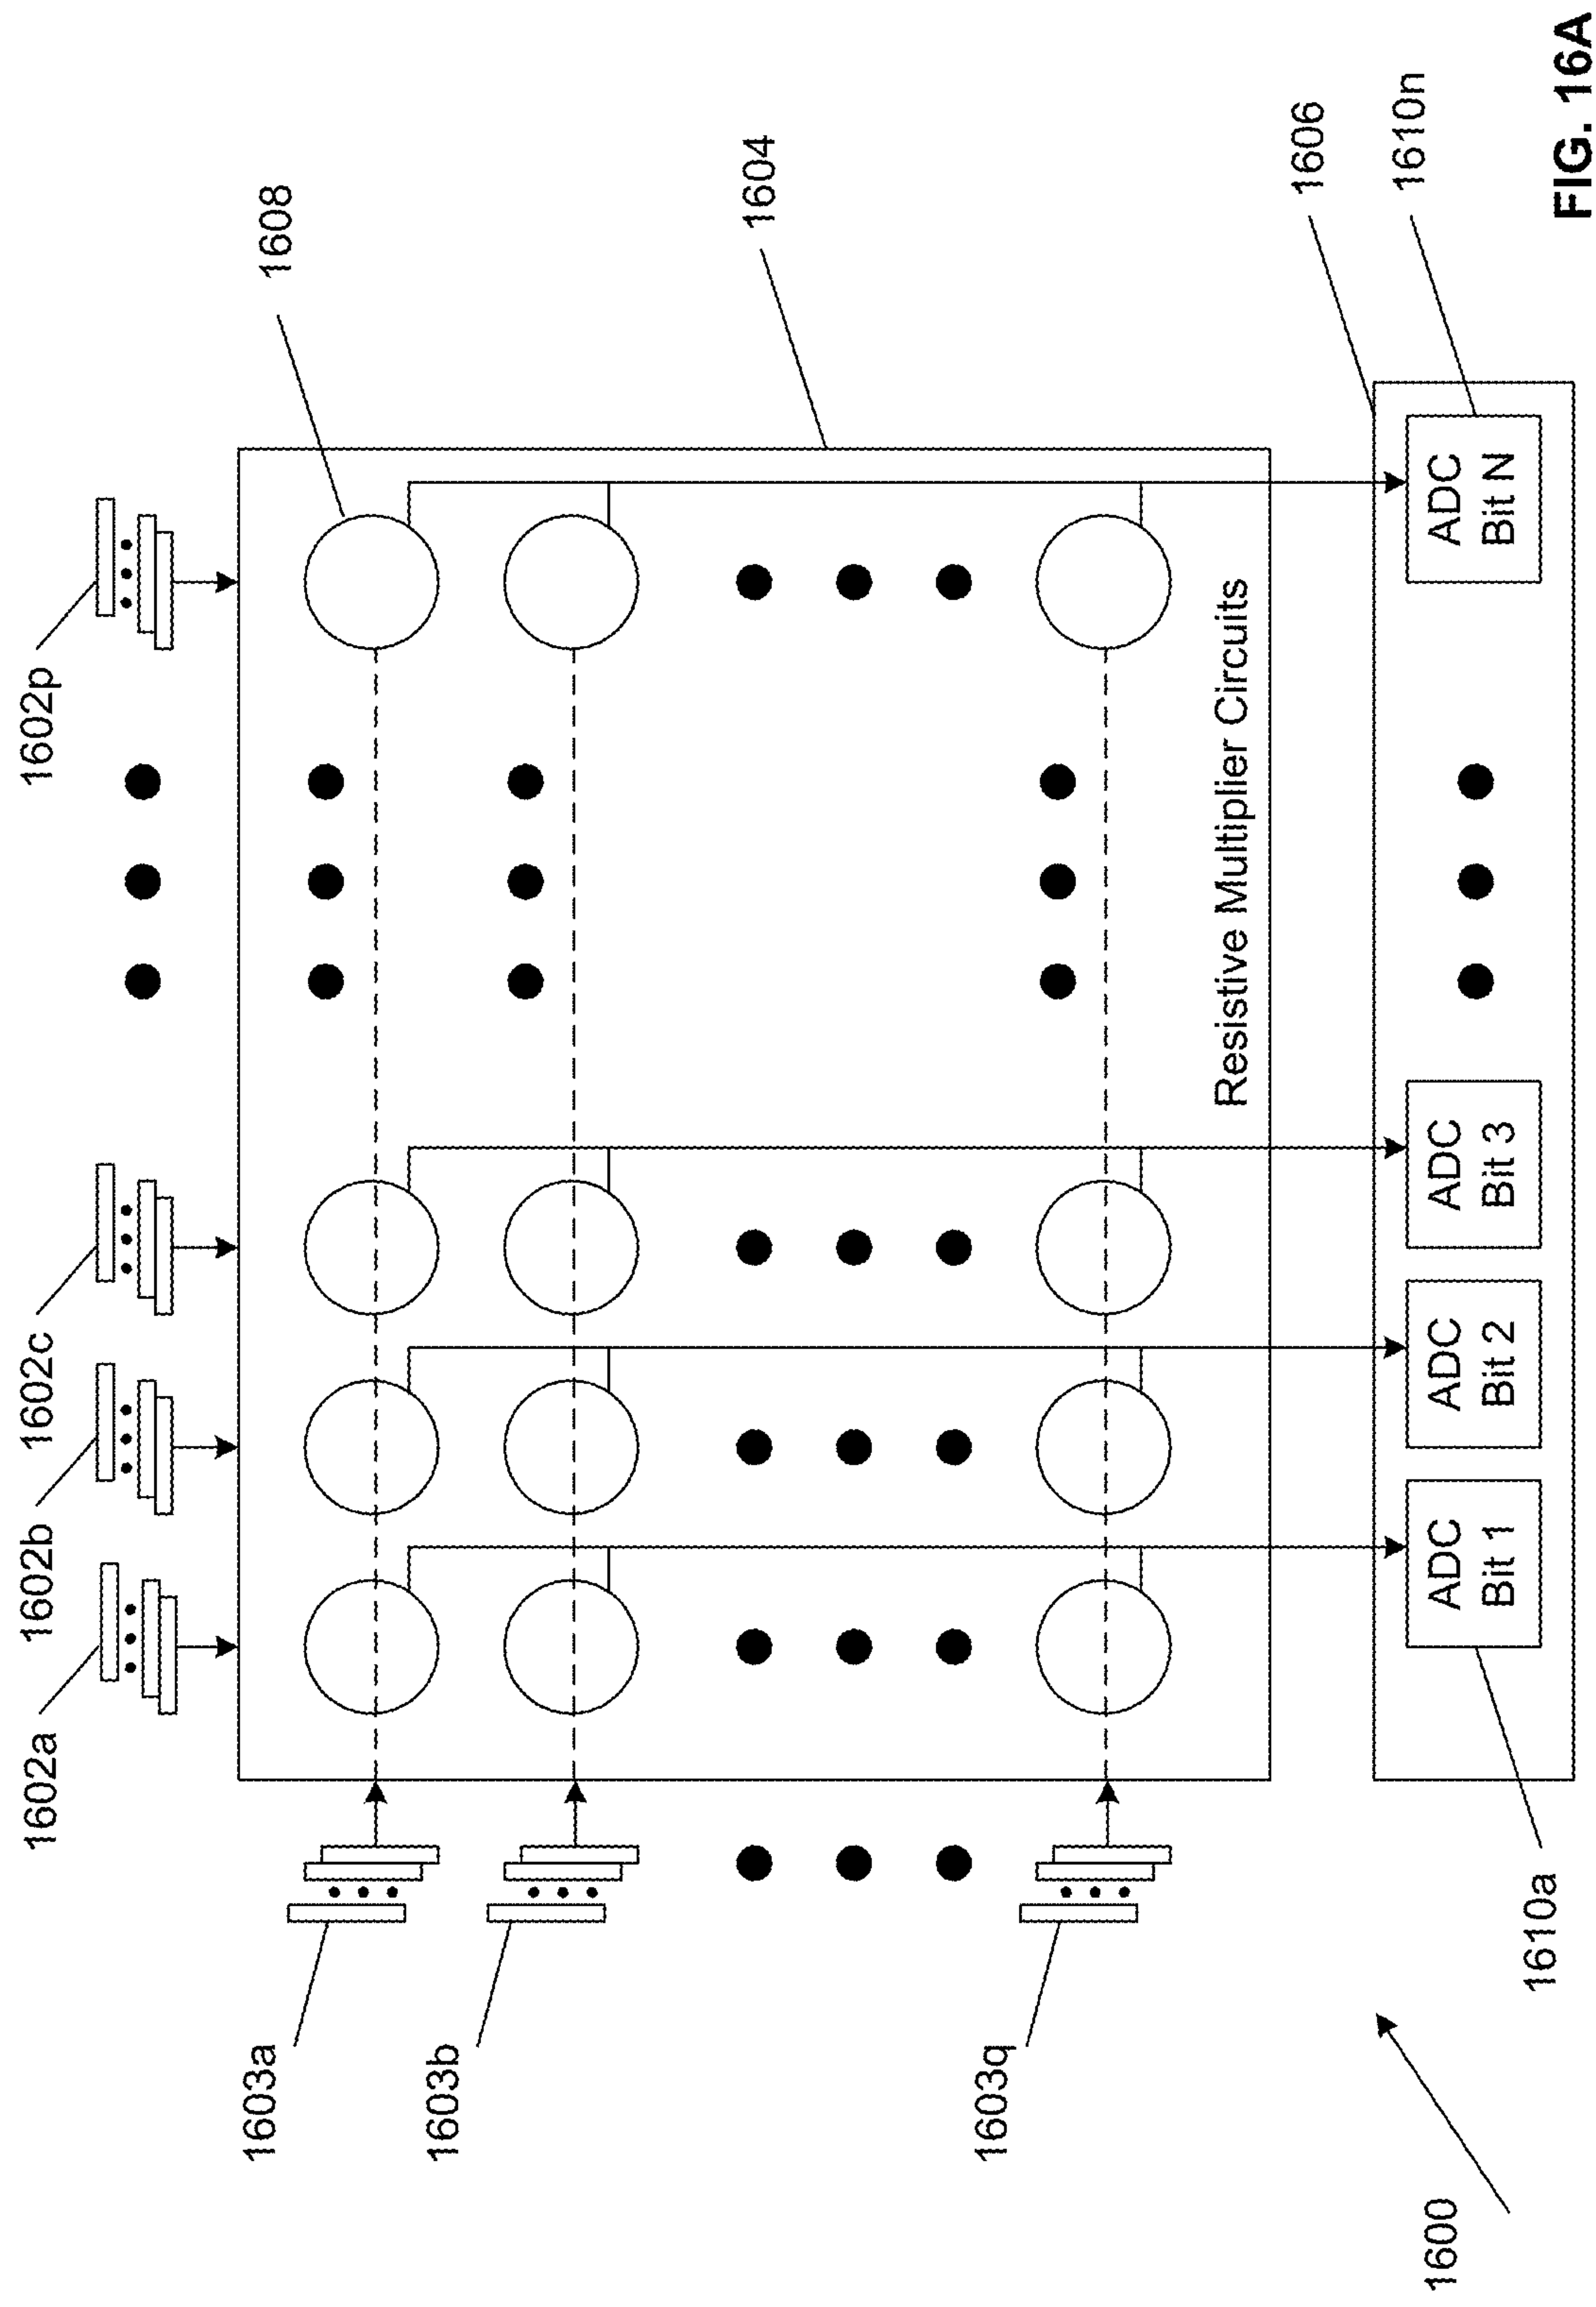 1602a
1602b
1602c
1602p
1608
1604
1603a
1603b
1603q
Resistive Multiplier Circuits
1606
1610n
ADC
Bit 1
ADC
Bit 2
ADC
Bit 3
ADC
Bit N
1610a
1600
FIG. 16A